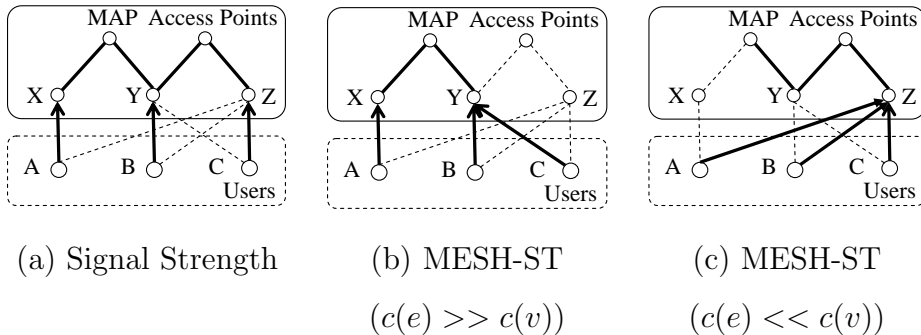 MAP Access Points
X Y Z
A B C
Users
(a) Signal Strength
MAP Access Points
X Y Z
A B C
Users
(b) MESH-ST
(c(e) >> c(v))
MAP Access Points
X Y Z
A B C
Users
(c) MESH-ST
(c(e) << c(v))